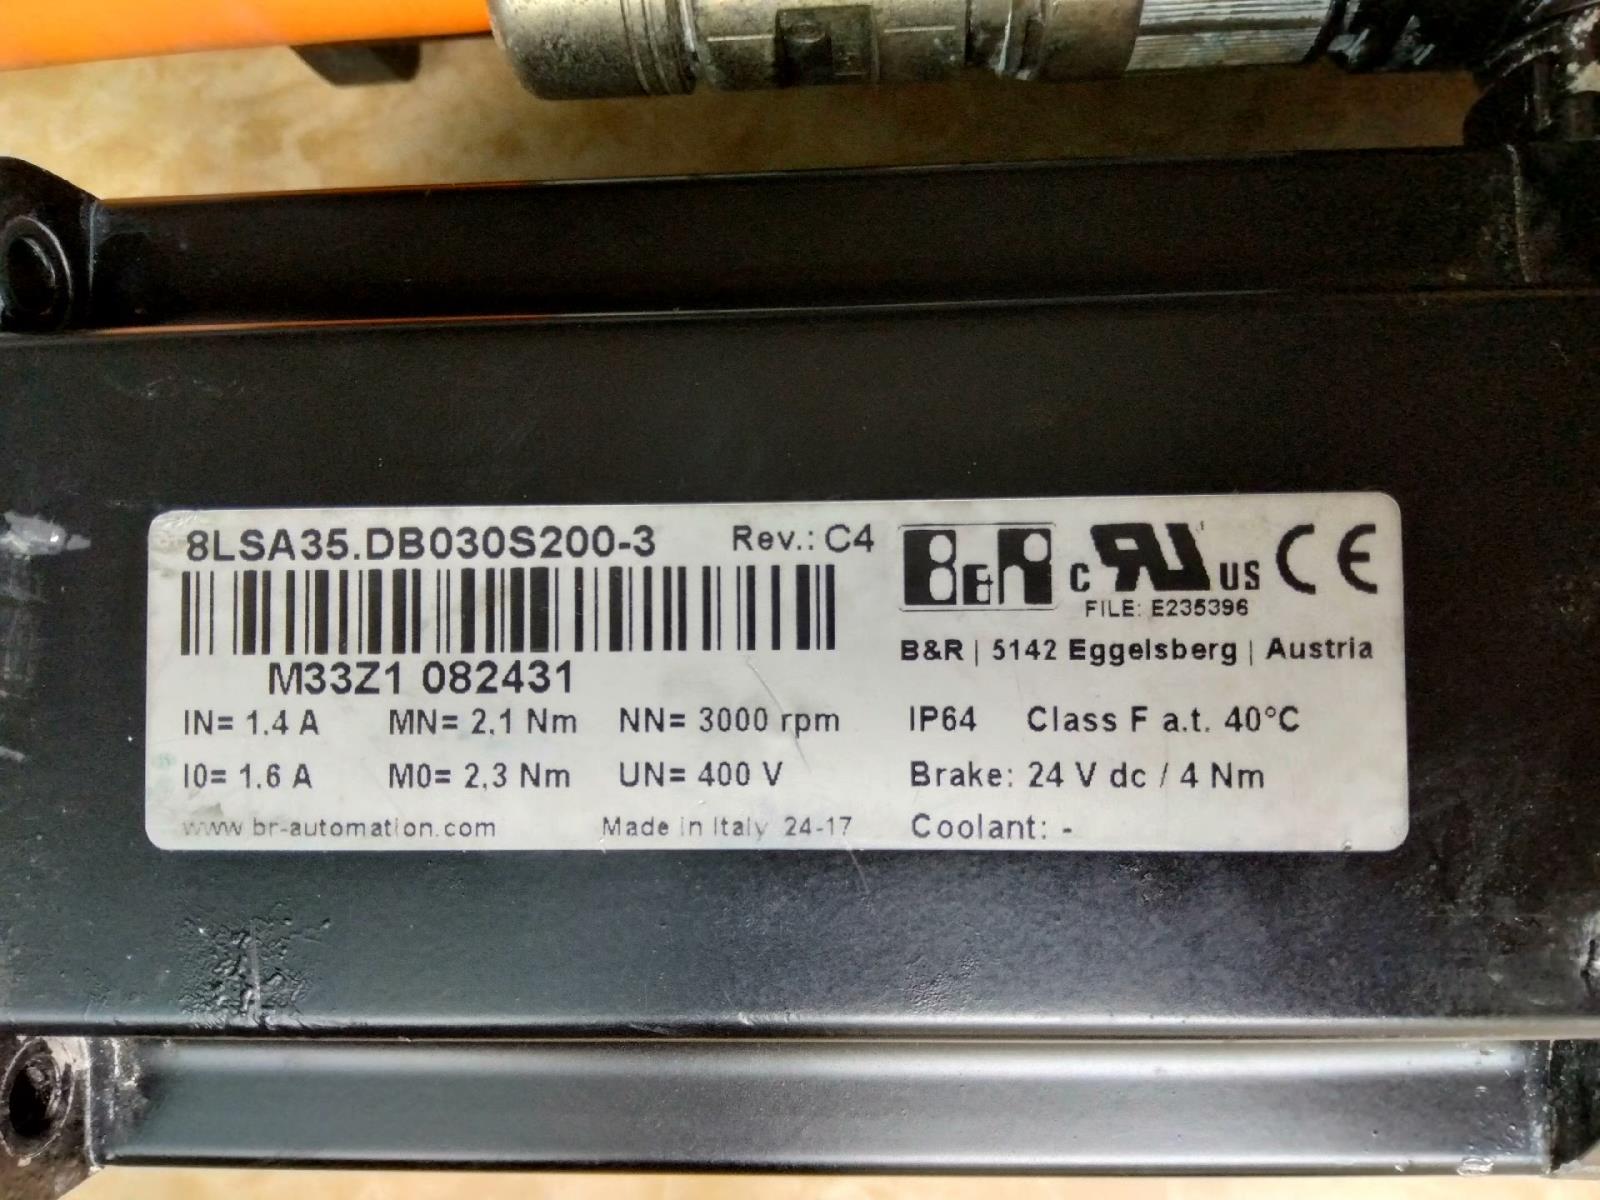 8LSA35.DB030S200-3 Rev.: C4
B&R c RU US CE
FILE: E235396
B&R | 5142 Eggelsberg | Austria
M33Z1 082431
IN= 1.4 A MN= 2,1 Nm NN= 3000 rpm IP64 Class F a.t. 40°C
I0= 1.6 A M0= 2,3 Nm UN= 400 V Brake: 24 V dc / 4 Nm
www.br-automation.com Made in Italy 24-17 Coolant: -